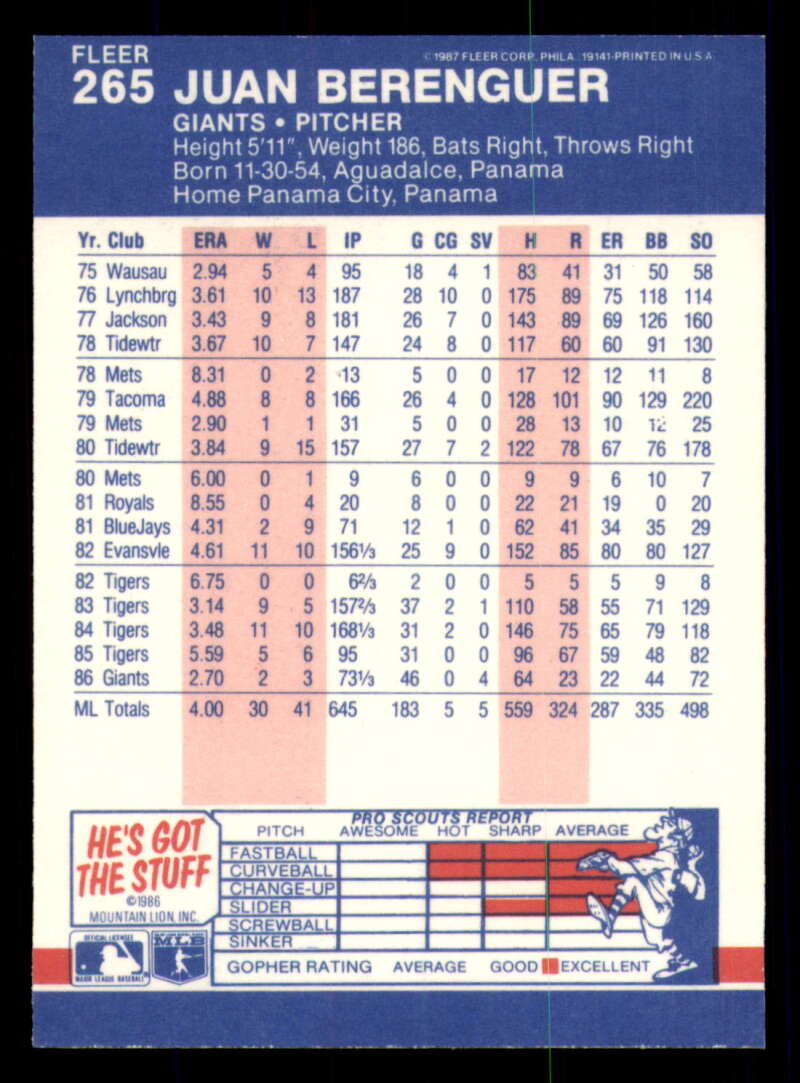 FLEER
© 1987 FLEER CORP. PHILA. 19141-PRINTED IN U.S.A.
265 JUAN BERENGUER
GIANTS • PITCHER
Height 5'11", Weight 186, Bats Right, Throws Right
Born 11-30-54, Aguadalce, Panama
Home Panama City, Panama
Yr. Club ERA W L IP G CG SV H R ER BB SO
75 Wausau 2.94 5 4 95 18 4 1 83 41 31 50 58
76 Lynchbrg 3.61 10 13 187 28 10 0 175 89 75 118 114
77 Jackson 3.43 9 8 181 26 7 0 143 89 69 126 160
78 Tidewtr 3.67 10 7 147 24 8 0 117 60 60 91 130
78 Mets 8.31 0 2 13 5 0 0 17 12 12 11 8
79 Tacoma 4.88 8 8 166 26 4 0 128 101 90 129 220
79 Mets 2.90 1 1 31 5 0 0 28 13 10 12 25
80 Tidewtr 3.84 9 15 157 27 7 2 122 78 67 76 178
80 Mets 6.00 0 1 9 6 0 0 9 9 6 10 7
81 Royals 8.55 0 4 20 8 0 0 22 21 19 0 20
81 BlueJays 4.31 2 9 71 12 1 0 62 41 34 35 29
82 Evansvle 4.61 11 10 156⅓ 25 9 0 152 85 80 80 127
82 Tigers 6.75 0 0 6⅔ 2 0 0 5 5 5 9 8
83 Tigers 3.14 9 5 157⅔ 37 2 1 110 58 55 71 129
84 Tigers 3.48 11 10 168⅓ 31 2 0 146 75 65 79 118
85 Tigers 5.59 5 6 95 31 0 0 96 67 59 48 82
86 Giants 2.70 2 3 73⅓ 46 0 4 64 23 22 44 72
ML Totals 4.00 30 41 645 183 5 5 559 324 287 335 498
HE'S GOT
THE STUFF
©1986
MOUNTAIN LION, INC.
OFFICIAL LICENSEE
MAJOR LEAGUE BASEBALL
MLB
PRO SCOUTS REPORT
PITCH AWESOME HOT SHARP AVERAGE
FASTBALL
CURVEBALL
CHANGE-UP
SLIDER
SCREWBALL
SINKER
GOPHER RATING AVERAGE GOOD EXCELLENT